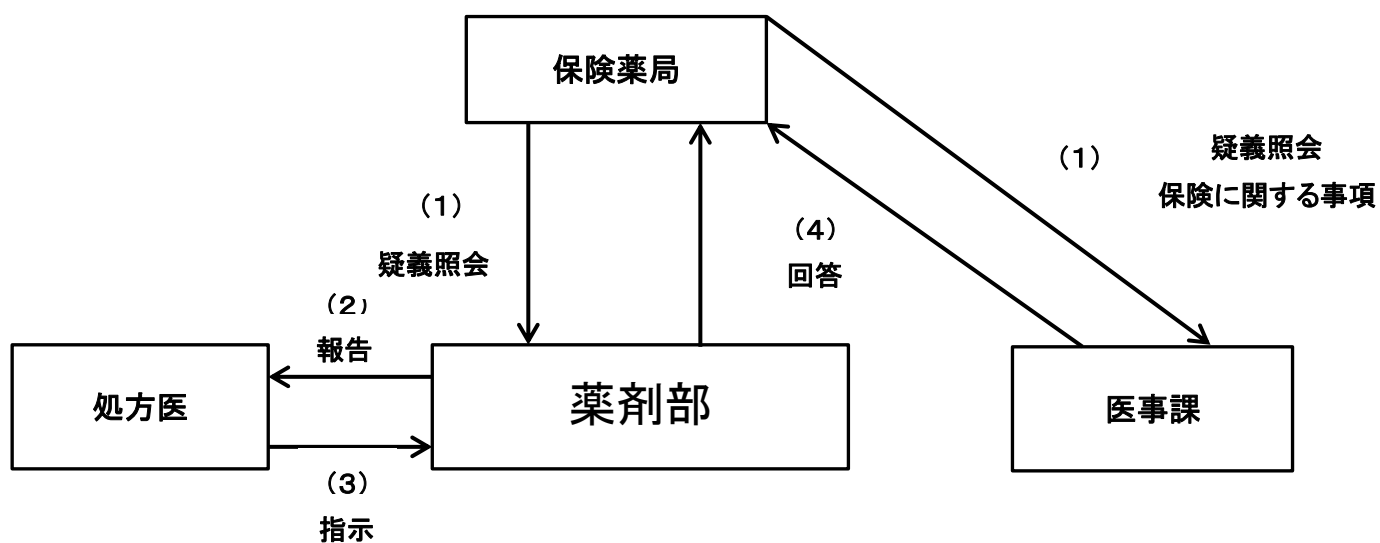 保険薬局
(1)
疑義照会
保険に関する事項
(1)
疑義照会
(4)
回答
(2)
報告
処方医
薬剤部
医事課
(3)
指示